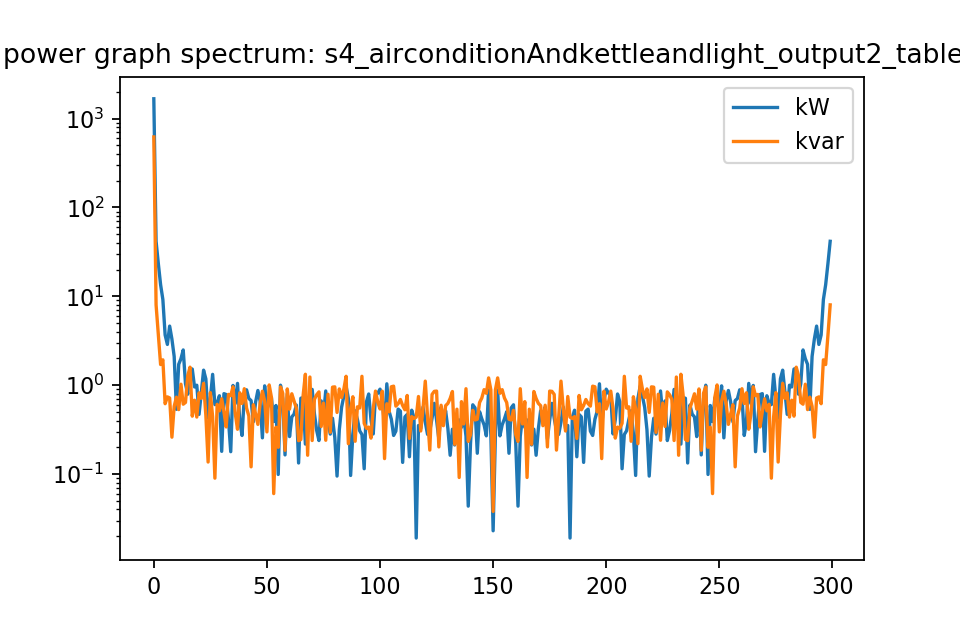 power graph spectrum: s4_airconditionAndkettleandlight_output2_table
kW
kvar
10³
10²
10¹
10⁰
10⁻¹
0 50 100 150 200 250 300